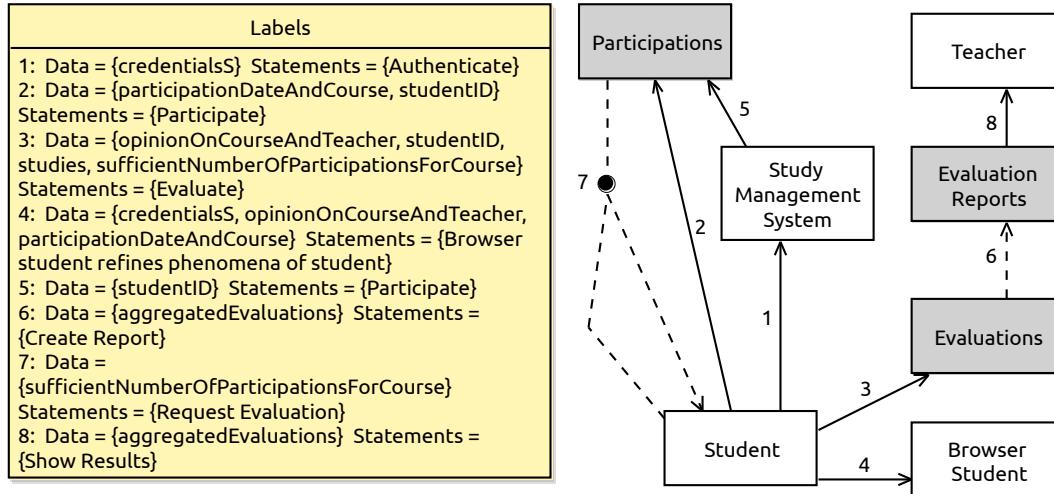 Labels
1: Data = {credentialsS} Statements = {Authenticate}
2: Data = {participationDateAndCourse, studentID}
Statements = {Participate}
3: Data = {opinionOnCourseAndTeacher, studentID,
studies, sufficientNumberOfParticipationsForCourse}
Statements = {Evaluate}
4: Data = {credentialsS, opinionOnCourseAndTeacher,
participationDateAndCourse} Statements = {Browser
student refines phenomena of student}
5: Data = {studentID} Statements = {Participate}
6: Data = {aggregatedEvaluations} Statements =
{Create Report}
7: Data =
{sufficientNumberOfParticipationsForCourse}
Statements = {Request Evaluation}
8: Data = {aggregatedEvaluations} Statements =
{Show Results}
Participations
Teacher
5
8
Study
Management
System
Evaluation
Reports
7
2
6
1
Evaluations
3
Student
4
Browser
Student